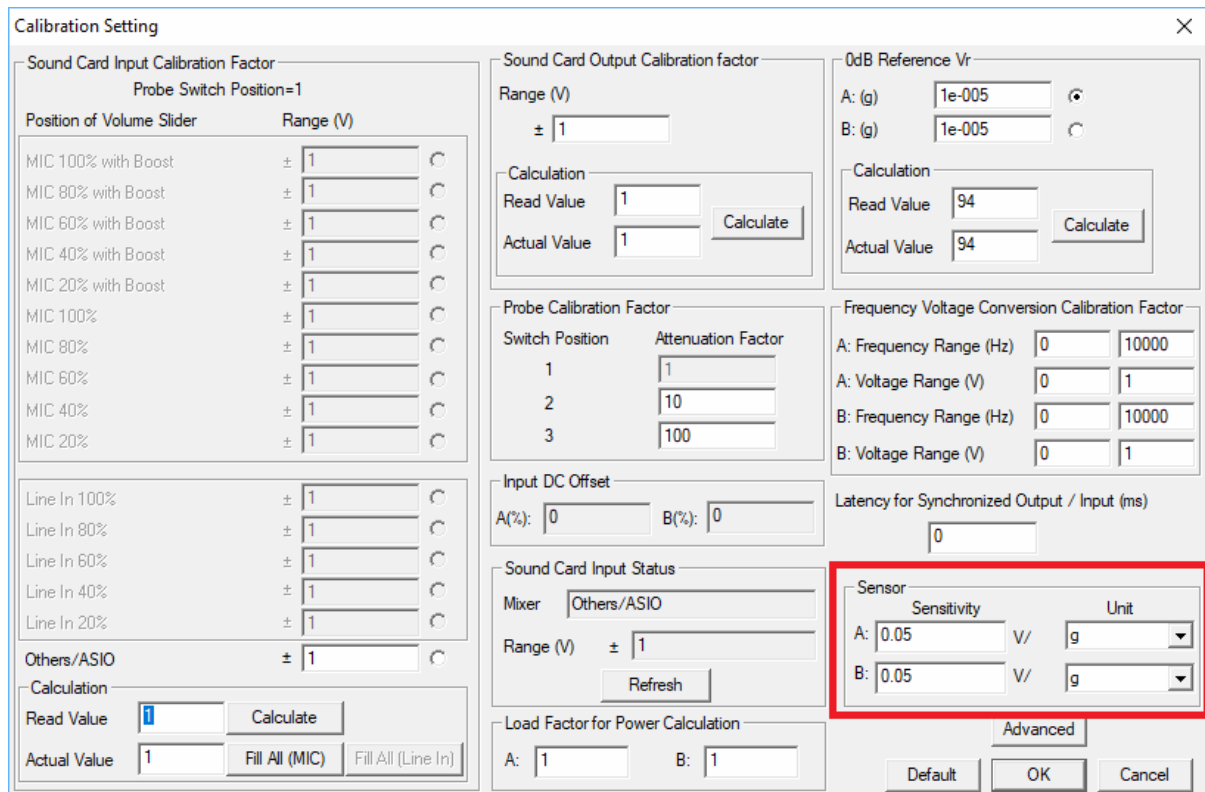 Calibration Setting
Sound Card Input Calibration Factor
Probe Switch Position=1
Position of Volume Slider Range (V)
MIC 100% with Boost ± 1
MIC 80% with Boost ± 1
MIC 60% with Boost ± 1
MIC 40% with Boost ± 1
MIC 20% with Boost ± 1
MIC 100% ± 1
MIC 80% ± 1
MIC 60% ± 1
MIC 40% ± 1
MIC 20% ± 1
Line In 100% ± 1
Line In 80% ± 1
Line In 60% ± 1
Line In 40% ± 1
Line In 20% ± 1
Others/ASIO ± 1
Calculation
Read Value 1 Calculate
Actual Value 1 Fill All (MIC) Fill All (Line In)
Sound Card Output Calibration factor
Range (V)
± 1
Calculation
Read Value 1
Calculate
Actual Value 1
Probe Calibration Factor
Switch Position Attenuation Factor
1 1
2 10
3 100
Input DC Offset
A(%): 0 B(%): 0
Sound Card Input Status
Mixer Others/ASIO
Range (V) ± 1
Refresh
Load Factor for Power Calculation
A: 1 B: 1
0dB Reference Vr
A: (g) 1e-005
B: (g) 1e-005
Calculation
Read Value 94
Calculate
Actual Value 94
Frequency Voltage Conversion Calibration Factor
A: Frequency Range (Hz) 0 10000
A: Voltage Range (V) 0 1
B: Frequency Range (Hz) 0 10000
B: Voltage Range (V) 0 1
Latency for Synchronized Output / Input (ms)
0
Sensor
Sensitivity Unit
A: 0.05 V/ g
B: 0.05 V/ g
Advanced
Default OK Cancel